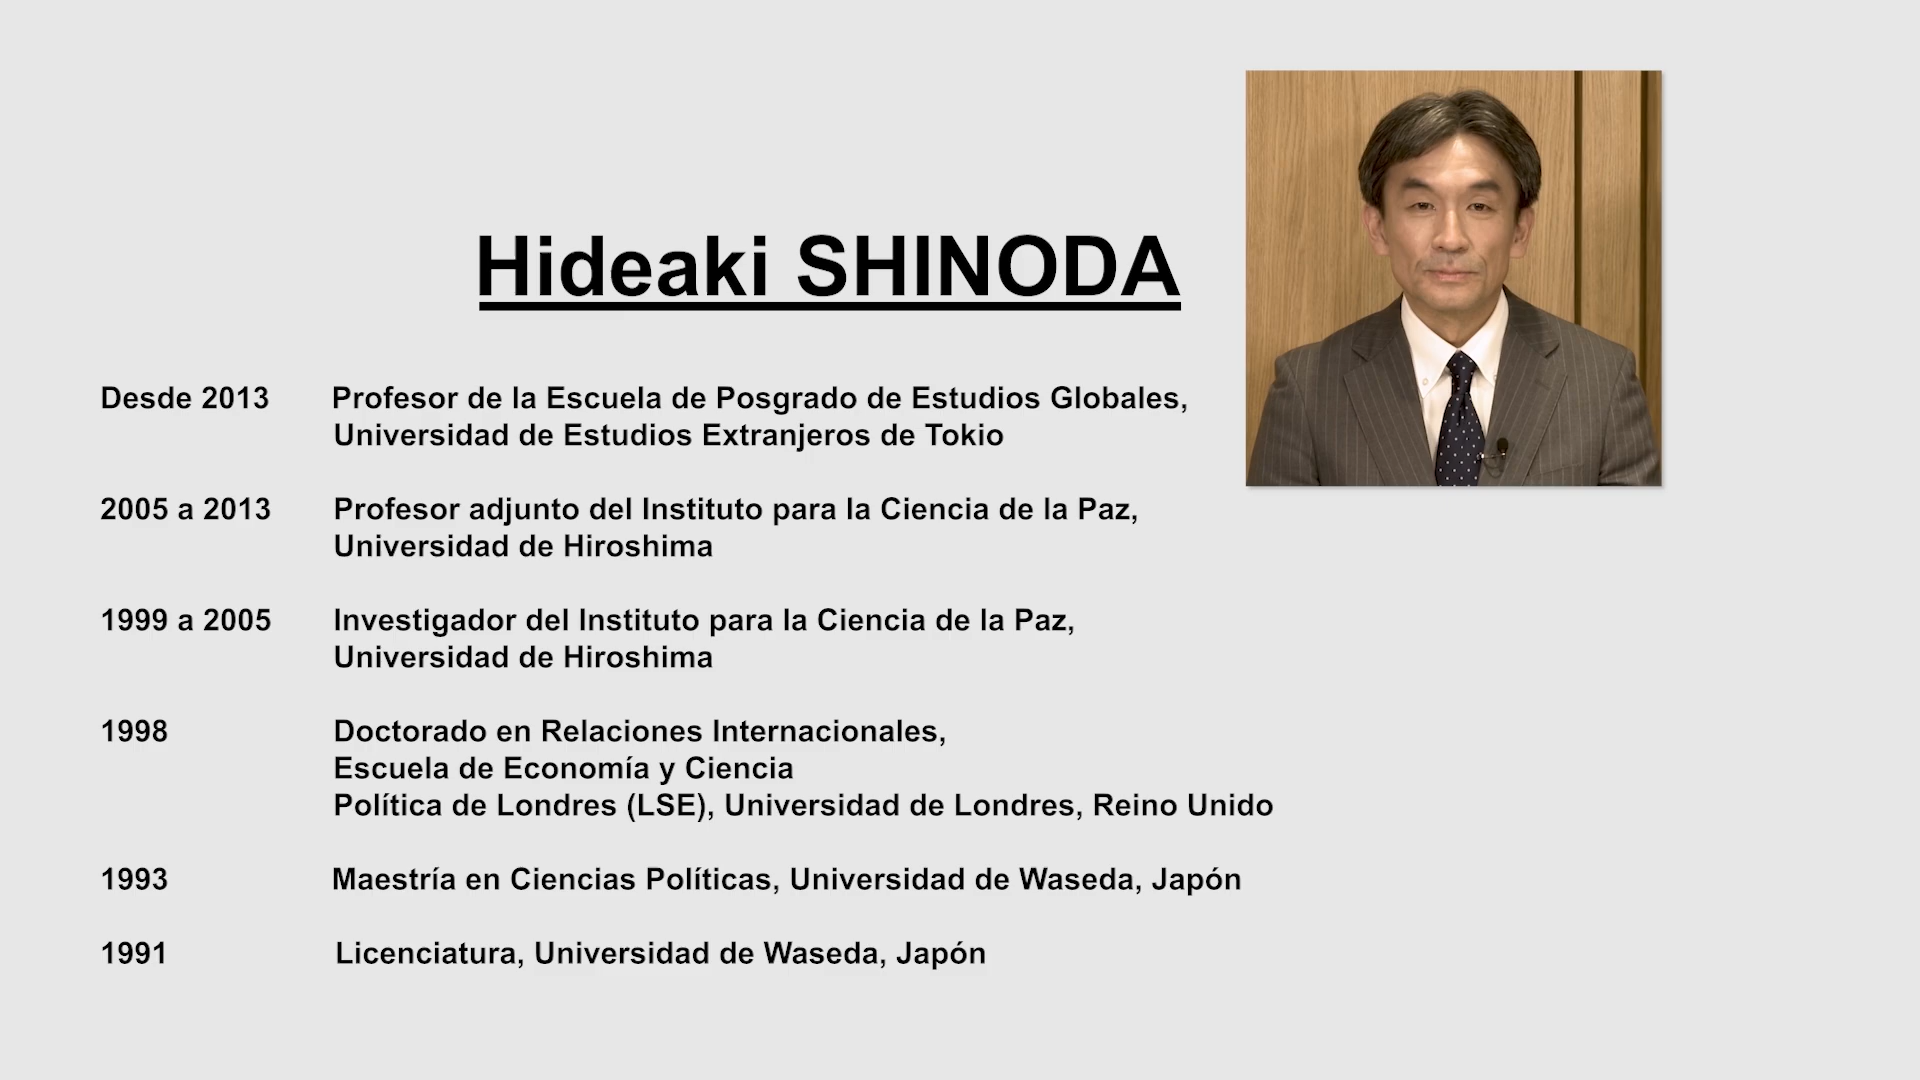 Hideaki SHINODA
Desde 2013 Profesor de la Escuela de Posgrado de Estudios Globales,
Universidad de Estudios Extranjeros de Tokio
2005 a 2013 Profesor adjunto del Instituto para la Ciencia de la Paz,
Universidad de Hiroshima
1999 a 2005 Investigador del Instituto para la Ciencia de la Paz,
Universidad de Hiroshima
1998 Doctorado en Relaciones Internacionales,
Escuela de Economía y Ciencia
Política de Londres (LSE), Universidad de Londres, Reino Unido
1993 Maestría en Ciencias Políticas, Universidad de Waseda, Japón
1991 Licenciatura, Universidad de Waseda, Japón